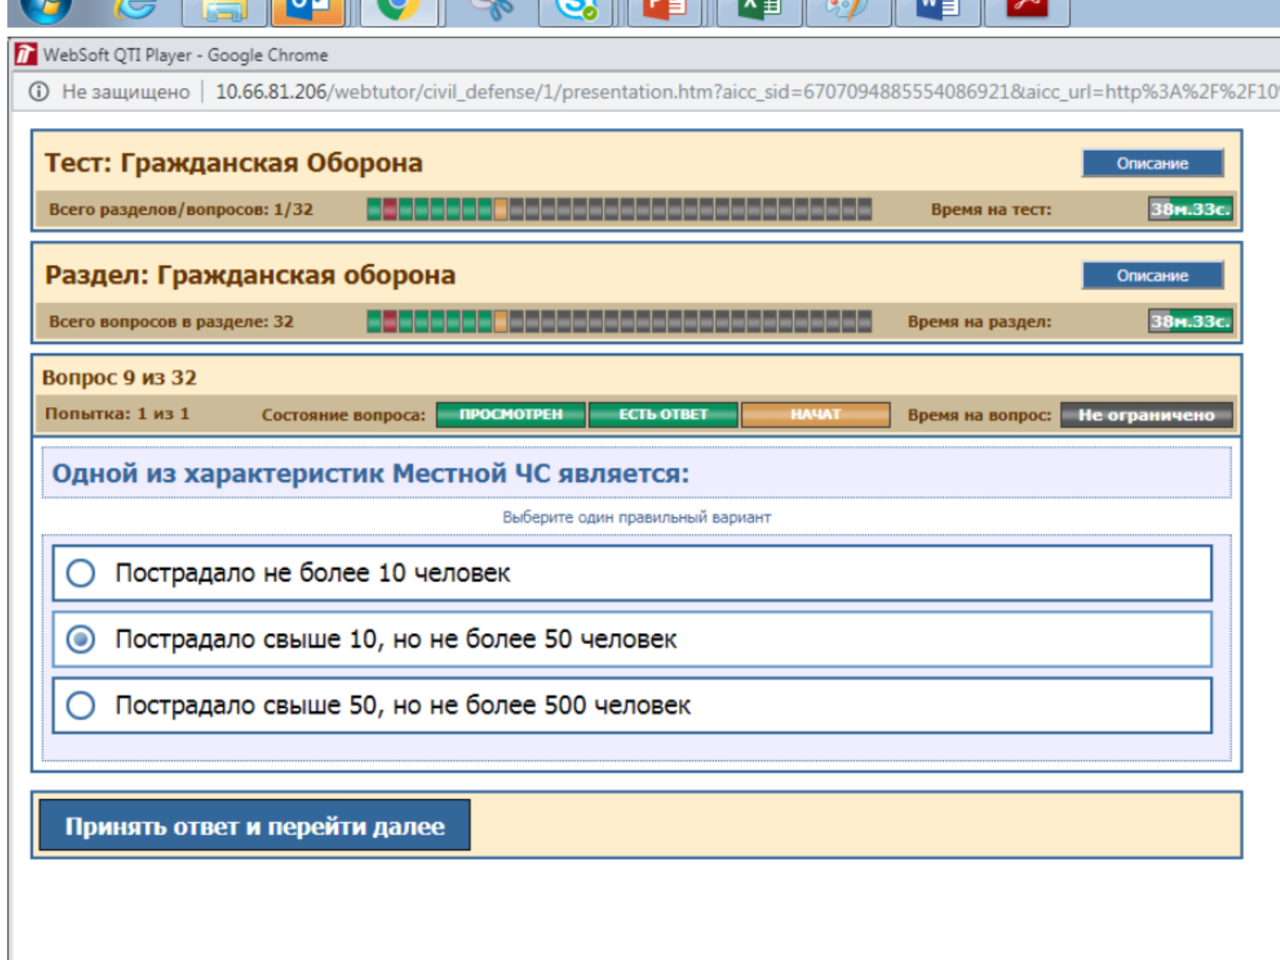 WebSoft QTI Player - Google Chrome
Не защищено | 10.66.81.206/webtutor/civil_defense/1/presentation.htm?aicc_sid=6707094885554086921&aicc_url=http%3A%2F%2F10%
Тест: Гражданская Оборона
Описание
Всего разделов/вопросов: 1/32
Время на тест:
38м.33с.
Раздел: Гражданская оборона
Описание
Всего вопросов в разделе: 32
Время на раздел:
38м.33с.
Вопрос 9 из 32
Попытка: 1 из 1
Состояние вопроса:
ПРОСМОТРЕН
ЕСТЬ ОТВЕТ
НАЧАТ
Время на вопрос:
Не ограничено
Одной из характеристик Местной ЧС является:
Выберите один правильный вариант
Пострадало не более 10 человек
Пострадало свыше 10, но не более 50 человек
Пострадало свыше 50, но не более 500 человек
Принять ответ и перейти далее